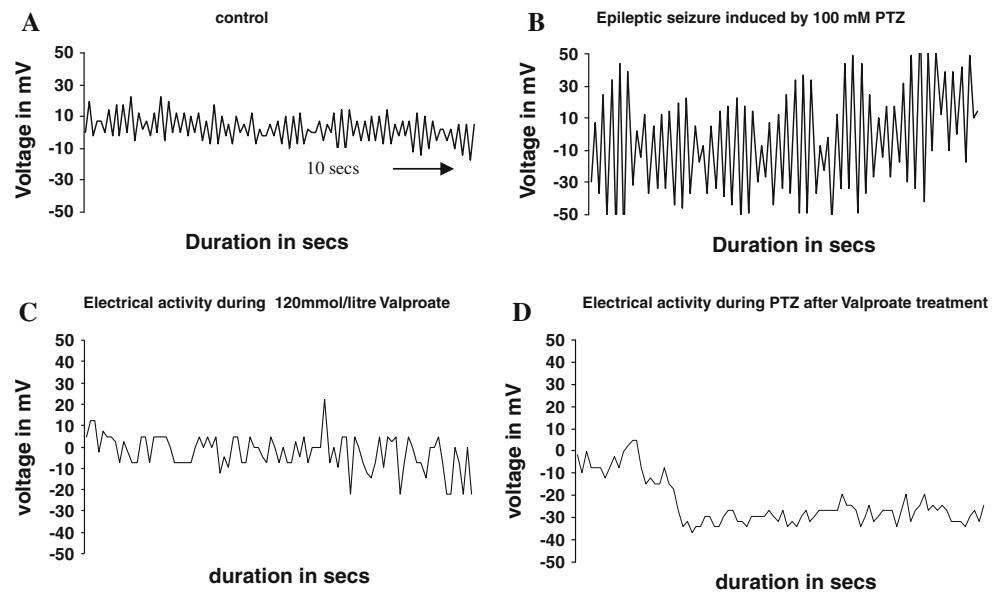 A
control
Voltage in mV
50
30
10
-10
-30
-50
10 secs
Duration in secs
B
Epileptic seizure induced by 100 mM PTZ
Voltage in mV
50
30
10
-10
-30
-50
Duration in secs
C
Electrical activity during 120mmol/litre Valproate
voltage in mV
50
40
30
20
10
0
-10
-20
-30
-40
-50
duration in secs
D
Electrical activity during PTZ after Valproate treatment
voltage in mV
50
40
30
20
10
0
-10
-20
-30
-40
-50
duration in secs